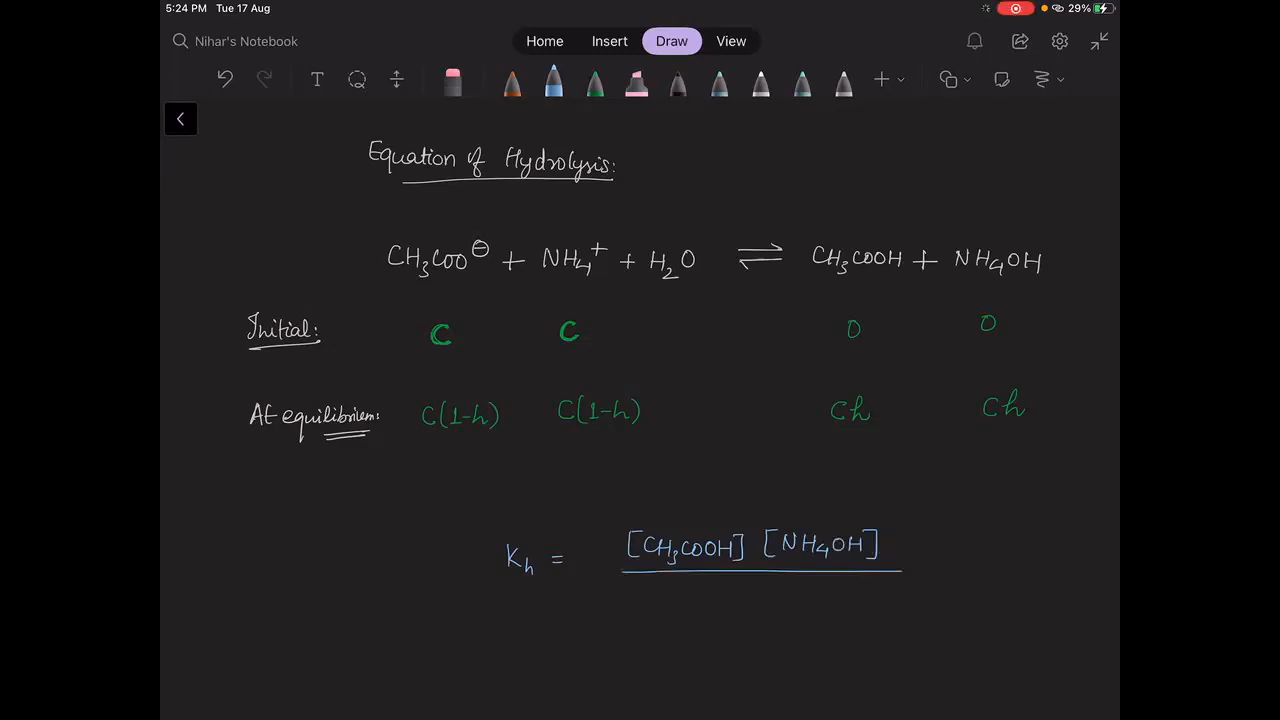 5:24 PM Tue 17 Aug 29%
Nihar's Notebook Home Insert Draw View
T
Equation of Hydrolysis:
CH₃COO⊖ + NH₄⁺ + H₂O ⇌ CH₃COOH + NH₄OH
Initial: C C 0 0
At equilibrium: C(1-h) C(1-h) Ch Ch
Kₕ = [CH₃COOH] [NH₄OH]